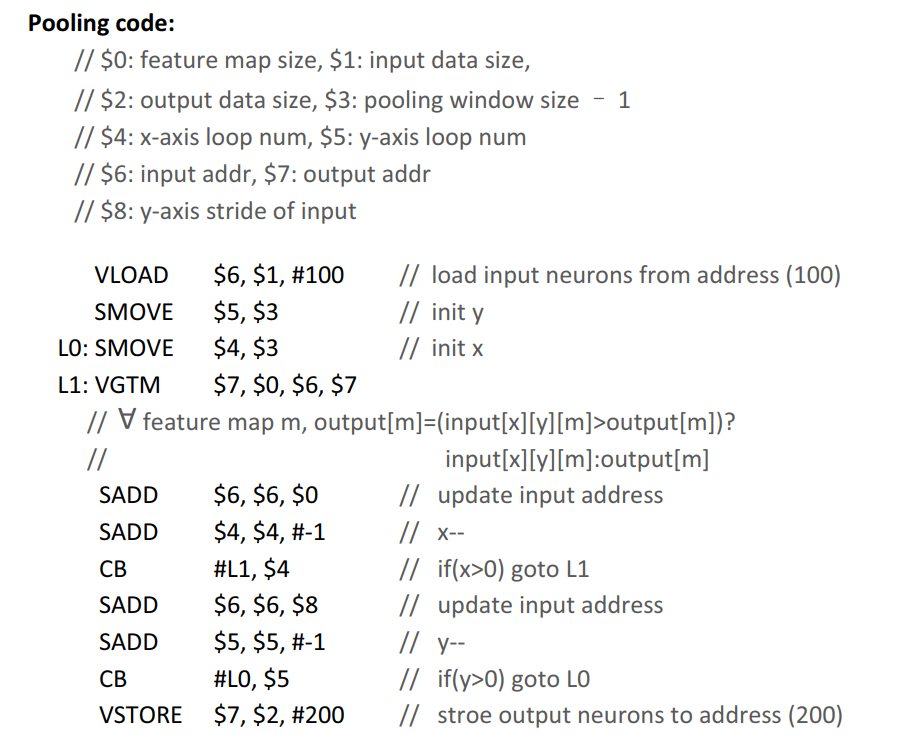 Pooling code:
// $0: feature map size, $1: input data size,
// $2: output data size, $3: pooling window size － 1
// $4: x-axis loop num, $5: y-axis loop num
// $6: input addr, $7: output addr
// $8: y-axis stride of input
VLOAD $6, $1, #100 // load input neurons from address (100)
SMOVE $5, $3 // init y
L0: SMOVE $4, $3 // init x
L1: VGTM $7, $0, $6, $7
// ∀ feature map m, output[m]=(input[x][y][m]>output[m])?
// input[x][y][m]:output[m]
SADD $6, $6, $0 // update input address
SADD $4, $4, #-1 // x--
CB #L1, $4 // if(x>0) goto L1
SADD $6, $6, $8 // update input address
SADD $5, $5, #-1 // y--
CB #L0, $5 // if(y>0) goto L0
VSTORE $7, $2, #200 // stroe output neurons to address (200)